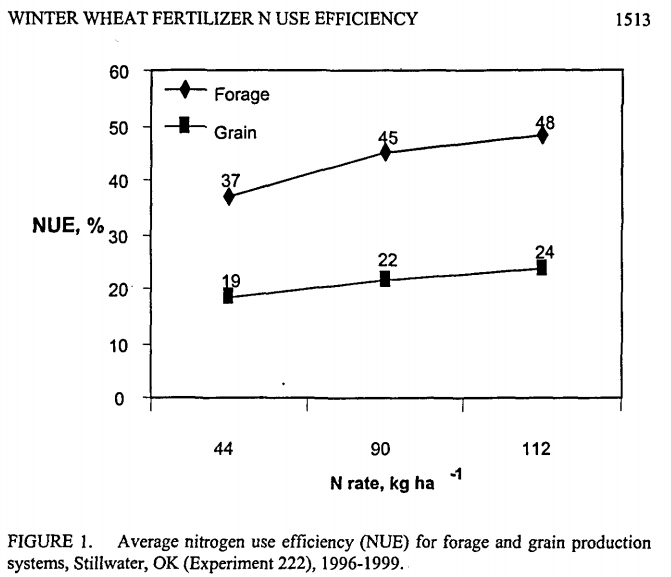 WINTER WHEAT FERTILIZER N USE EFFICIENCY 1513
60
Forage
50
48
45
Grain
40
37
NUE, %
30
24
22
20
19
10
0
44 90 112
N rate, kg ha -1
FIGURE 1. Average nitrogen use efficiency (NUE) for forage and grain production
systems, Stillwater, OK (Experiment 222), 1996-1999.